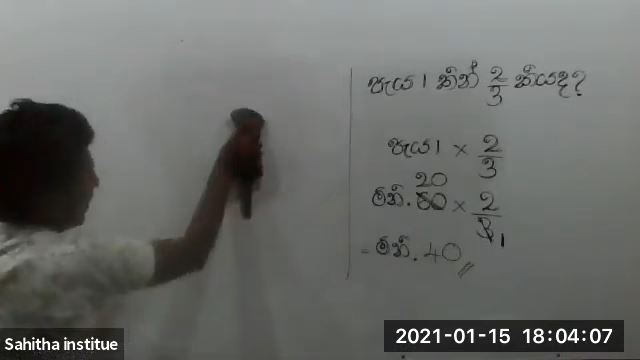 පැය 1 කින් 2/3 කීයද?
පැය 1 × 2/3
20
මිනි. 60 × 2/3 1
= මිනි. 40 //
Sahitha institue
2021-01-15 18:04:07